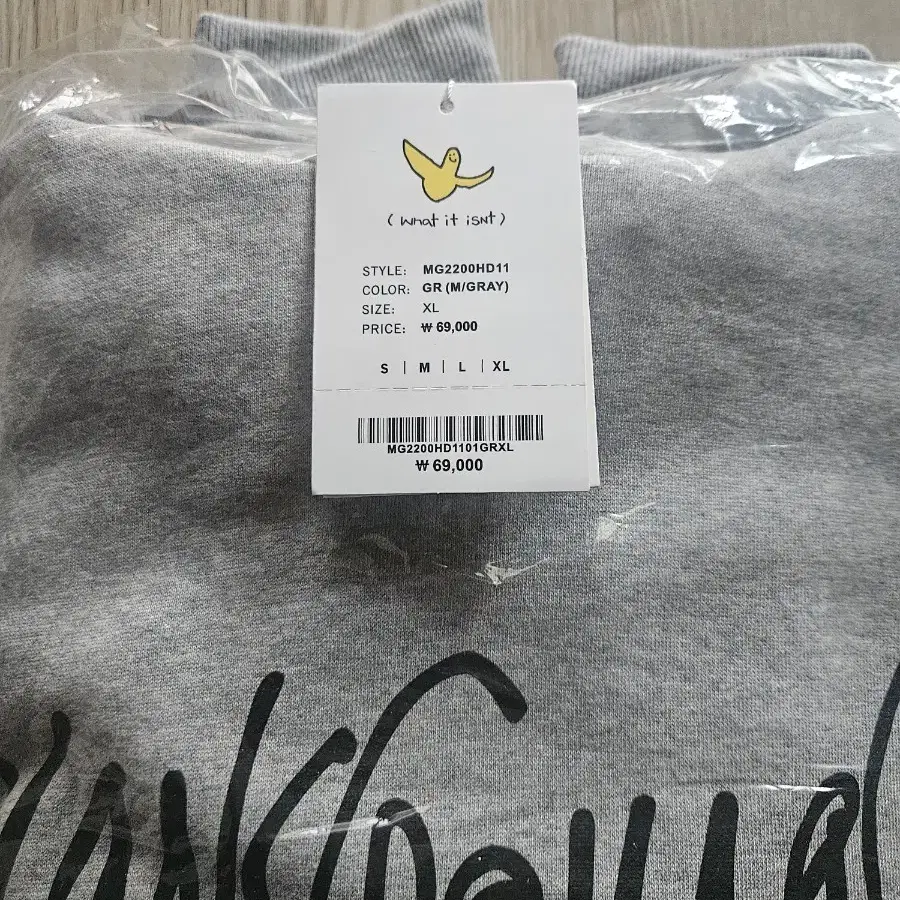 ( what it isNt )
STYLE: MG2200HD11
COLOR: GR (M/GRAY)
SIZE: XL
PRICE: ₩ 69,000
S | M | L | XL
MG2200HD1101GRXL
₩ 69,000